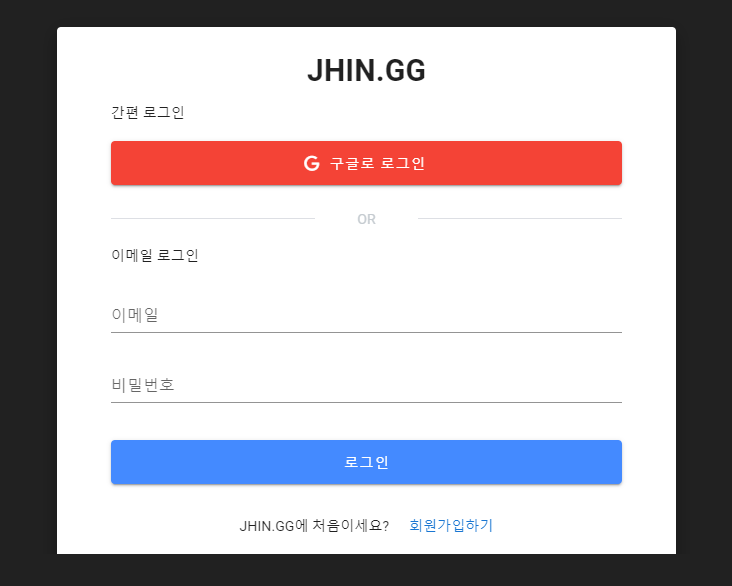 JHIN.GG
간편 로그인
G 구글로 로그인
OR
이메일 로그인
이메일
비밀번호
로그인
JHIN.GG에 처음이세요? 회원가입하기